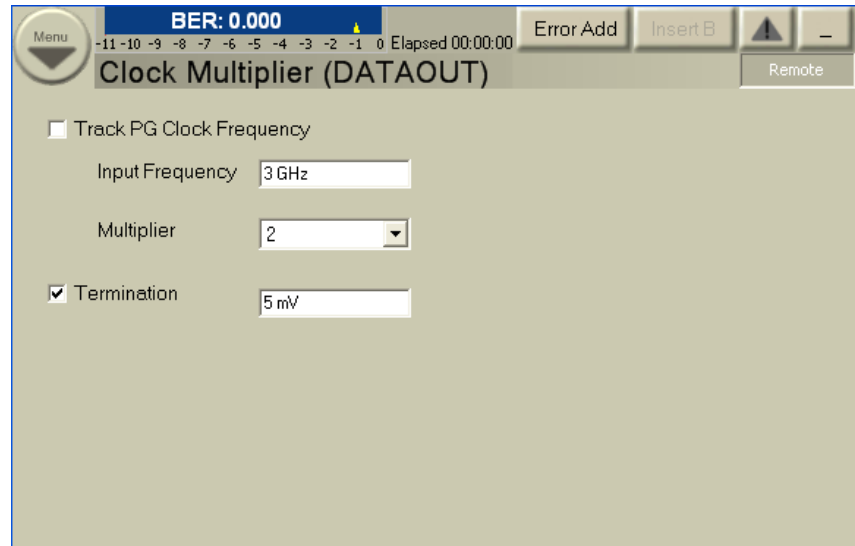 Menu
BER: 0.000
-11 -10 -9 -8 -7 -6 -5 -4 -3 -2 -1 0 Elapsed 00:00:00
Error Add
Insert B
_
Clock Multiplier (DATAOUT)
Remote
Track PG Clock Frequency
Input Frequency 3 GHz
Multiplier 2
Termination 5 mV